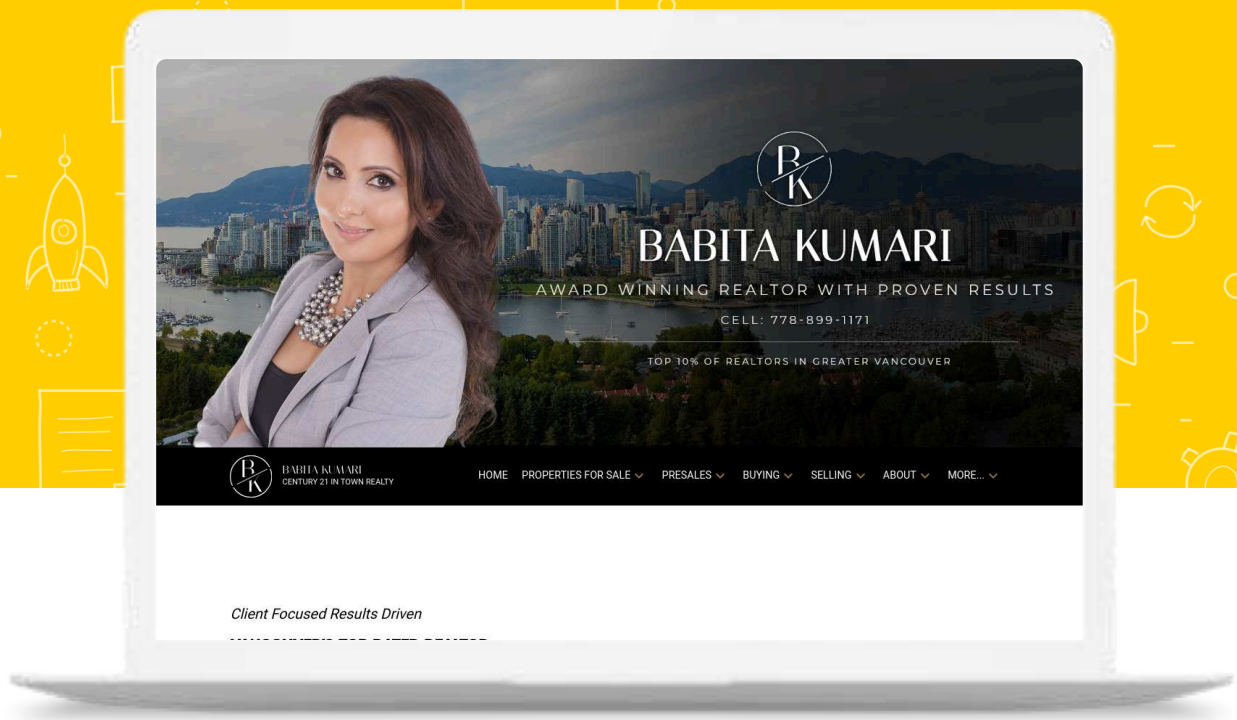 BK
BABITA KUMARI
AWARD WINNING REALTOR WITH PROVEN RESULTS
CELL: 778-899-1171
TOP 10% OF REALTORS IN GREATER VANCOUVER
BK
BABITA KUMARI
CENTURY 21 IN TOWN REALTY
HOME PROPERTIES FOR SALE PRESALES BUYING SELLING ABOUT MORE...
Client Focused Results Driven